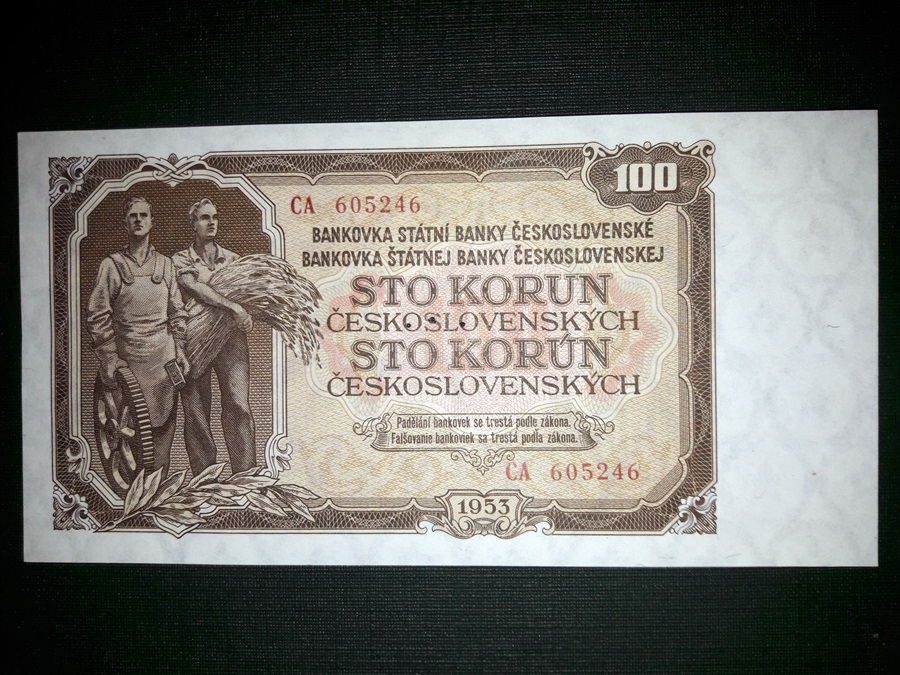 100
CA 605246
BANKOVKA STÁTNÍ BANKY ČESKOSLOVENSKÉ
BANKOVKA ŠTÁTNEJ BANKY ČESKOSLOVENSKEJ
STO KORUN
ČESKOSLOVENSKÝCH
STO KORÚN
ČESKOSLOVENSKÝCH
Padělání bankovek se trestá podle zákona.
Falšovanie bankoviek sa trestá podľa zákona.
CA 605246
1953